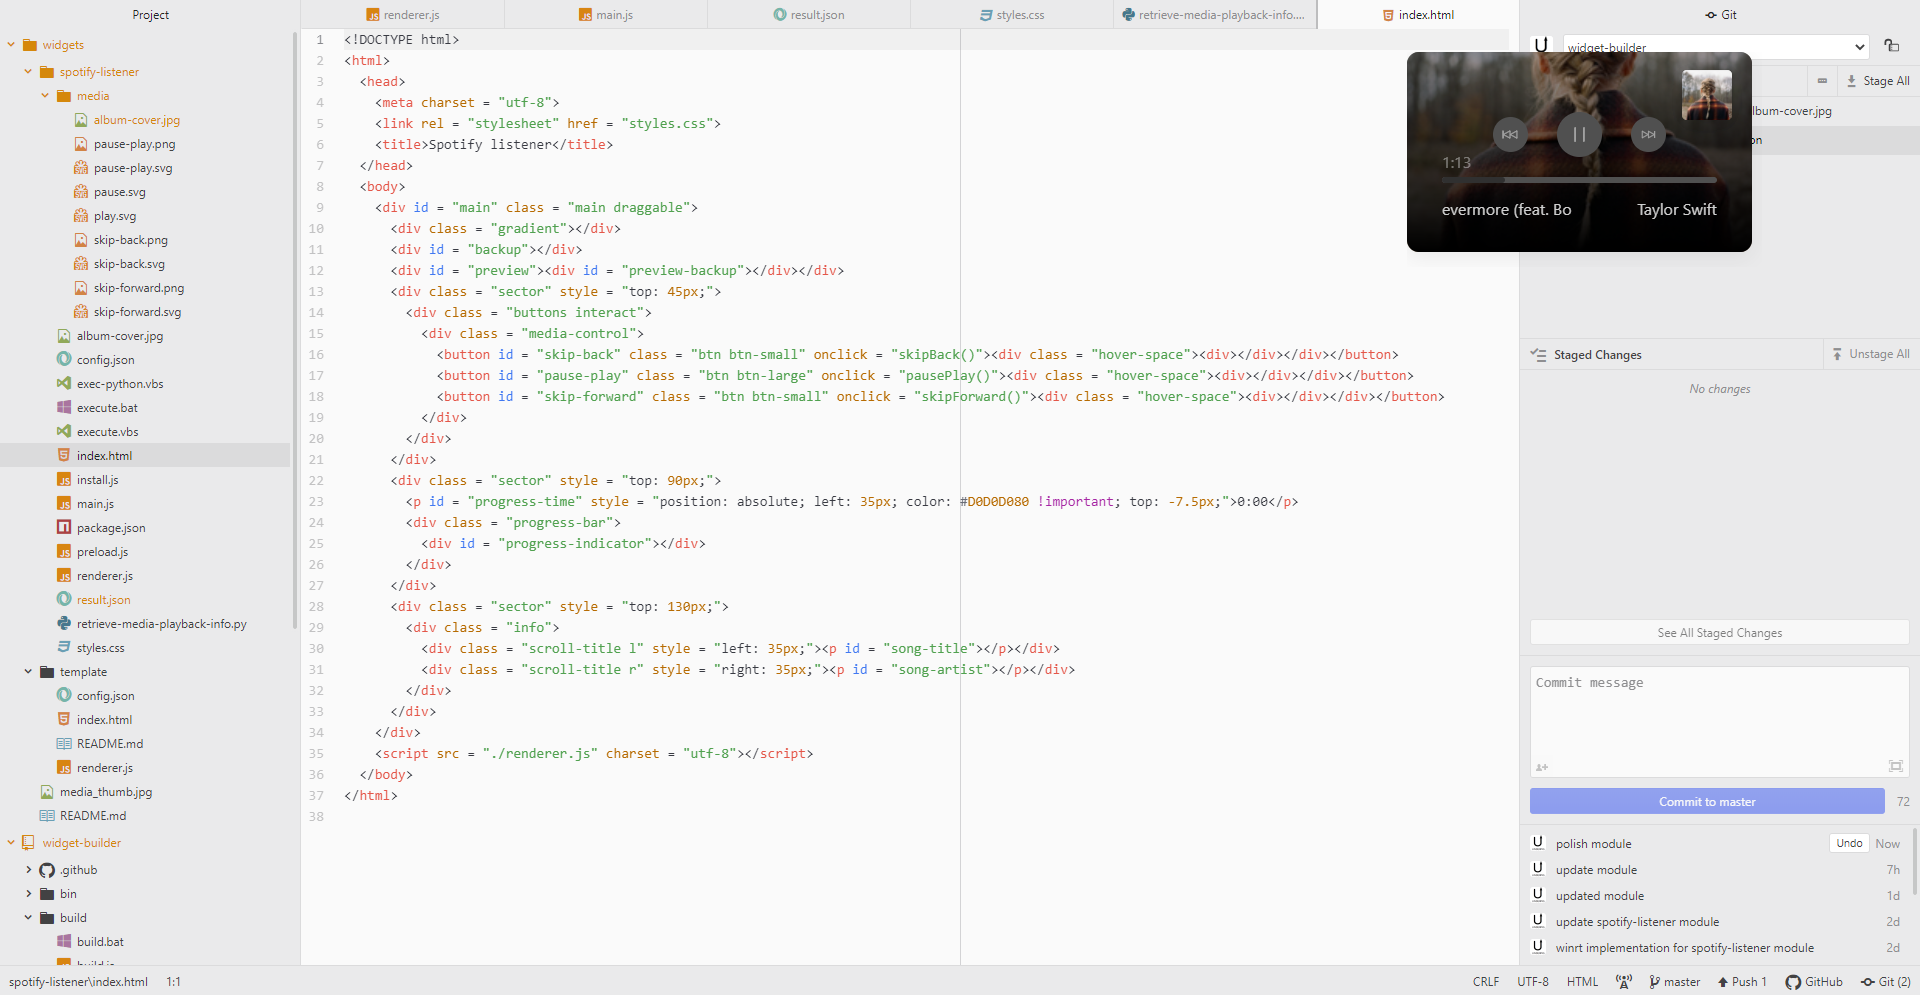 Project
widgets
spotify-listener
media
album-cover.jpg
pause-play.png
pause-play.svg
pause.svg
play.svg
skip-back.png
skip-back.svg
skip-forward.png
skip-forward.svg
album-cover.jpg
config.json
exec-python.vbs
execute.bat
execute.vbs
index.html
install.js
main.js
package.json
preload.js
renderer.js
result.json
retrieve-media-playback-info.py
styles.css
template
config.json
index.html
README.md
renderer.js
media_thumb.jpg
README.md
widget-builder
.github
bin
build
build.bat
renderer.js main.js result.json styles.css retrieve-media-playback-info.... index.html
1 <!DOCTYPE html>
2 <html>
3 <head>
4 <meta charset = "utf-8">
5 <link rel = "stylesheet" href = "styles.css">
6 <title>Spotify listener</title>
7 </head>
8 <body>
9 <div id = "main" class = "main draggable">
10 <div class = "gradient"></div>
11 <div id = "backup"></div>
12 <div id = "preview"><div id = "preview-backup"></div></div>
13 <div class = "sector" style = "top: 45px;">
14 <div class = "buttons interact">
15 <div class = "media-control">
16 <button id = "skip-back" class = "btn btn-small" onclick = "skipBack()"><div class = "hover-space"><div></div></div></button>
17 <button id = "pause-play" class = "btn btn-large" onclick = "pausePlay()"><div class = "hover-space"><div></div></div></button>
18 <button id = "skip-forward" class = "btn btn-small" onclick = "skipForward()"><div class = "hover-space"><div></div></div></button>
19 </div>
20 </div>
21 </div>
22 <div class = "sector" style = "top: 90px;">
23 <p id = "progress-time" style = "position: absolute; left: 35px; color: #D0D0D080 !important; top: -7.5px;">0:00</p>
24 <div class = "progress-bar">
25 <div id = "progress-indicator"></div>
26 </div>
27 </div>
28 <div class = "sector" style = "top: 130px;">
29 <div class = "info">
30 <div class = "scroll-title l" style = "left: 35px;"><p id = "song-title"></p></div>
31 <div class = "scroll-title r" style = "right: 35px;"><p id = "song-artist"></p></div>
32 </div>
33 </div>
34 </div>
35 <script src = "./renderer.js" charset = "utf-8"></script>
36 </body>
37 </html>
38
Git
widget-builder
Stage All
lbum-cover.jpg
on
1:13
evermore (feat. Bo Taylor Swift
Staged Changes Unstage All
No changes
See All Staged Changes
Commit message
Commit to master 72
polish module Undo Now
update module 7h
updated module 1d
update spotify-listener module 2d
winrt implementation for spotify-listener module 2d
spotify-listener\index.html 1:1 CRLF UTF-8 HTML master Push 1 GitHub Git (2)